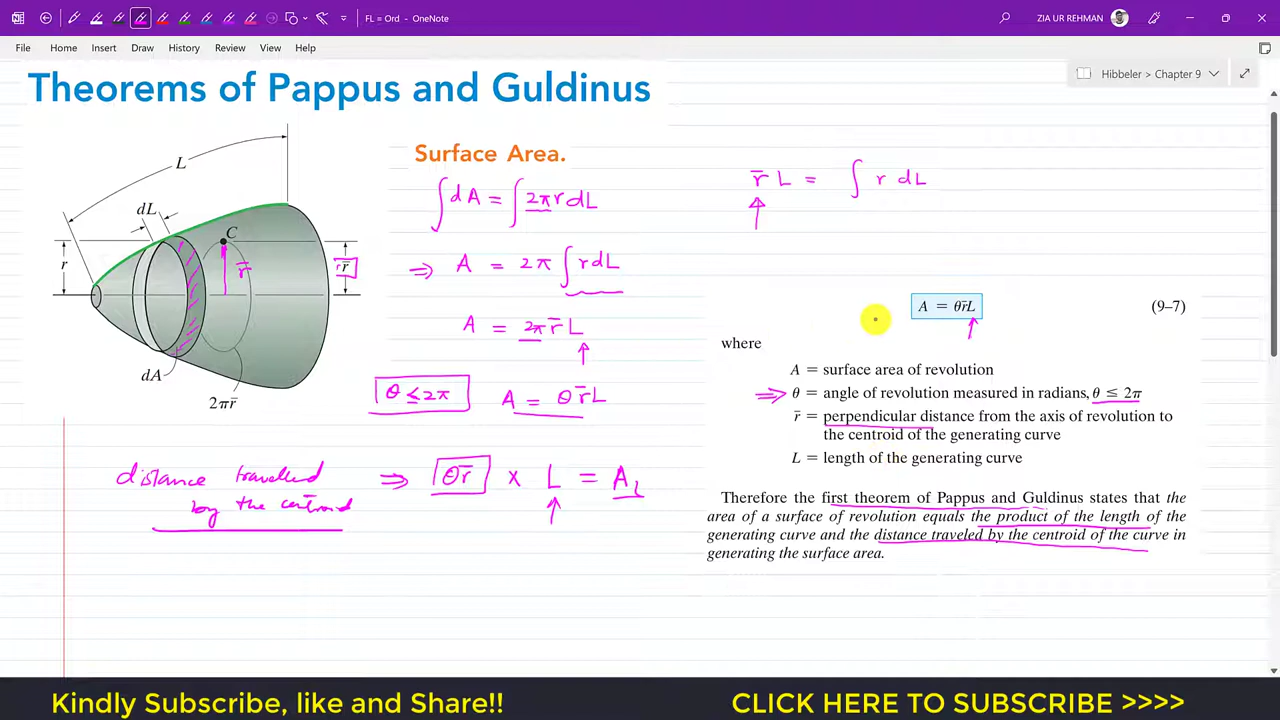 FL = Ord - OneNote
ZIA UR REHMAN
File Home Insert Draw History Review View Help
Hibbeler > Chapter 9
Theorems of Pappus and Guldinus
L
dL
C
r
r̄
r̄
dA
2πr̄
Surface Area.
∫dA = ∫2πrdL
⇒ A = 2π ∫rdL
A = 2πr̄L
θ ≤ 2π
A = θr̄L
distance travelled
by the centroid
⇒ θr̄ × L = A
r̄L = ∫ r dL
A = θr̄L (9–7)
where
A = surface area of revolution
⇒ θ = angle of revolution measured in radians, θ ≤ 2π
r̄ = perpendicular distance from the axis of revolution to
the centroid of the generating curve
L = length of the generating curve
Therefore the first theorem of Pappus and Guldinus states that the
area of a surface of revolution equals the product of the length of the
generating curve and the distance traveled by the centroid of the curve in
generating the surface area.
Kindly Subscribe, like and Share!!
CLICK HERE TO SUBSCRIBE >>>>